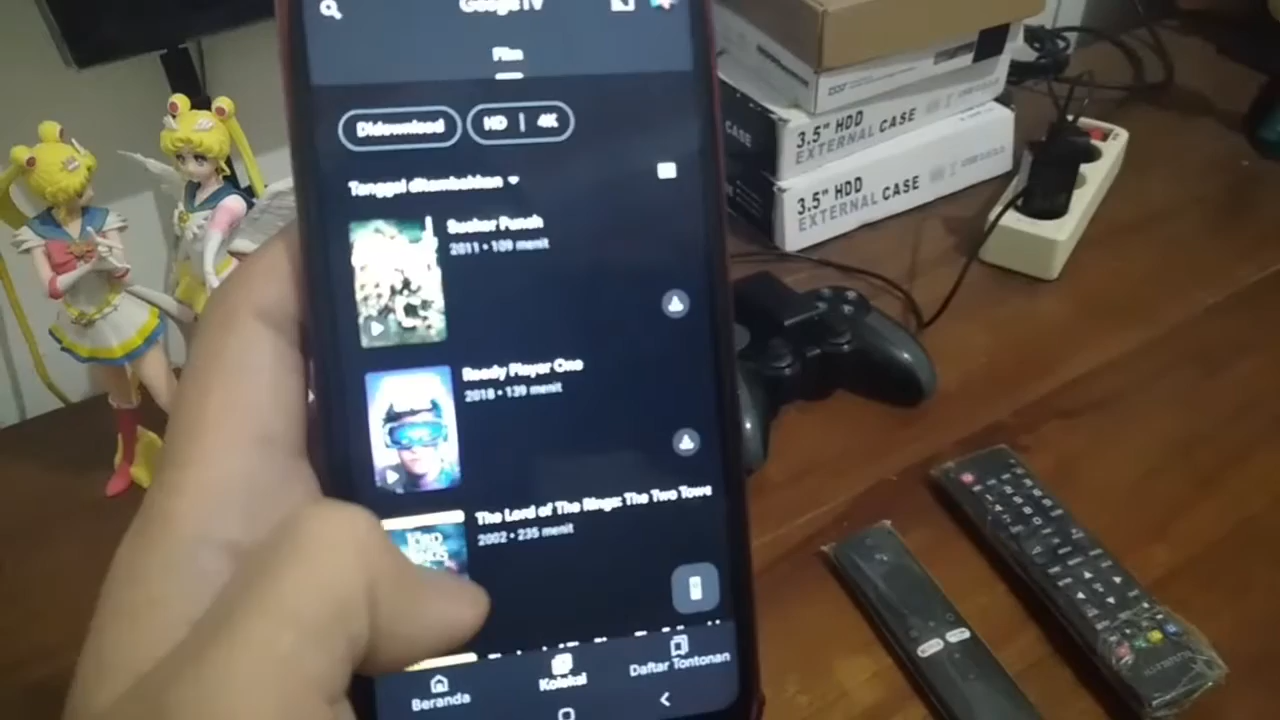 Google TV
Film
Didownload
HD | 4K
Tanggal ditambahkan
Sucker Punch
2011 • 109 menit
Ready Player One
2018 • 139 menit
The Lord of The Rings: The Two Towe
2002 • 235 menit
Beranda
Koleksi
Daftar Tontonan
CASE
3.5" HDD
EXTERNAL CASE
3.5" HDD
EXTERNAL CASE
NETFLIX